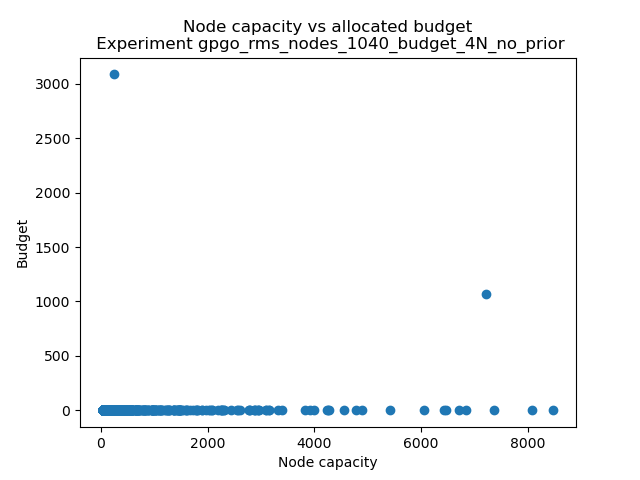 Node capacity vs allocated budget
Experiment gpgo_rms_nodes_1040_budget_4N_no_prior
3000
2500
2000
1500
1000
500
0
Budget
0 2000 4000 6000 8000
Node capacity